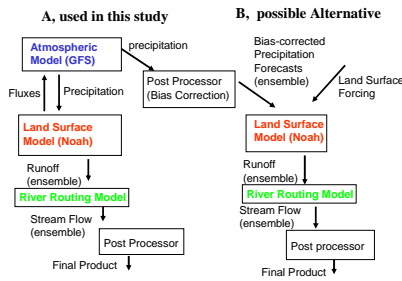 A, used in this study
B, possible Alternative
Atmospheric
Model (GFS)
precipitation
Bias-corrected
Precipitation
Forecasts
(ensemble)
Post Processor
(Bias Correction)
Land Surface
Forcing
Fluxes
Precipitation
Land Surface
Model (Noah)
Land Surface
Model (Noah)
Runoff
(ensemble)
Runoff
(ensemble)
River Routing Model
River Routing Model
Stream Flow
(ensemble)
Stream Flow
(ensemble)
Post Processor
Post processor
Final Product
Final Product